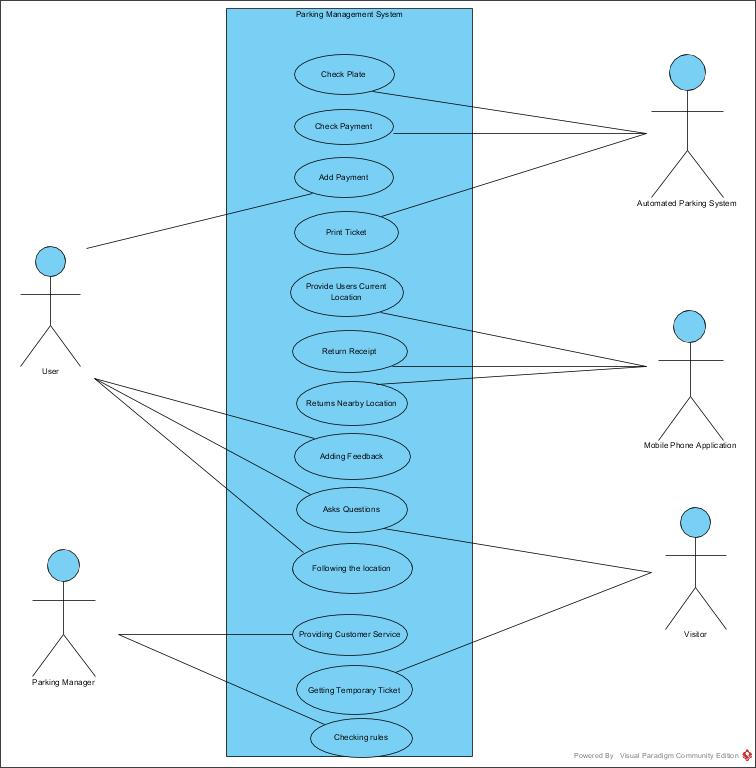 Parking Management System
Check Plate
Check Payment
Add Payment
Print Ticket
Automated Parking System
Provide Users Current
Location
Return Receipt
User
Returns Nearby Location
Mobile Phone Application
Adding Feedback
Asks Questions
Following the location
Providing Customer Service
Visitor
Parking Manager
Getting Temporary Ticket
Checking rules
Powered By Visual Paradigm Community Edition